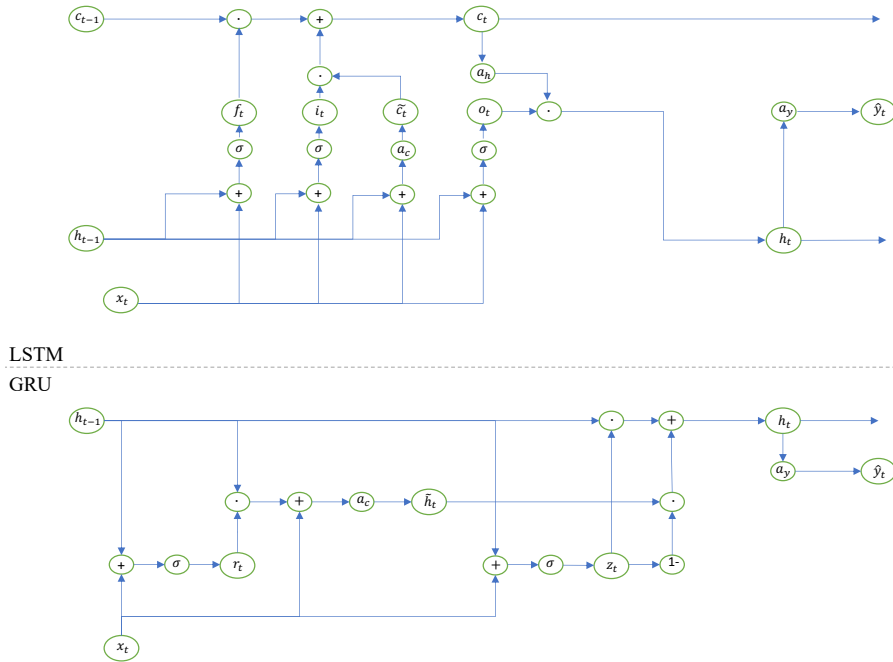 c_{t-1} · + c_t
· a_h
f_t i_t c̃_t o_t · a_y ŷ_t
σ σ a_c σ
+ + + +
h_{t-1} h_t
x_t
LSTM
GRU
h_{t-1} · + h_t
a_y ŷ_t
· + a_c h̃_t ·
+ σ r_t + σ z_t 1-
x_t